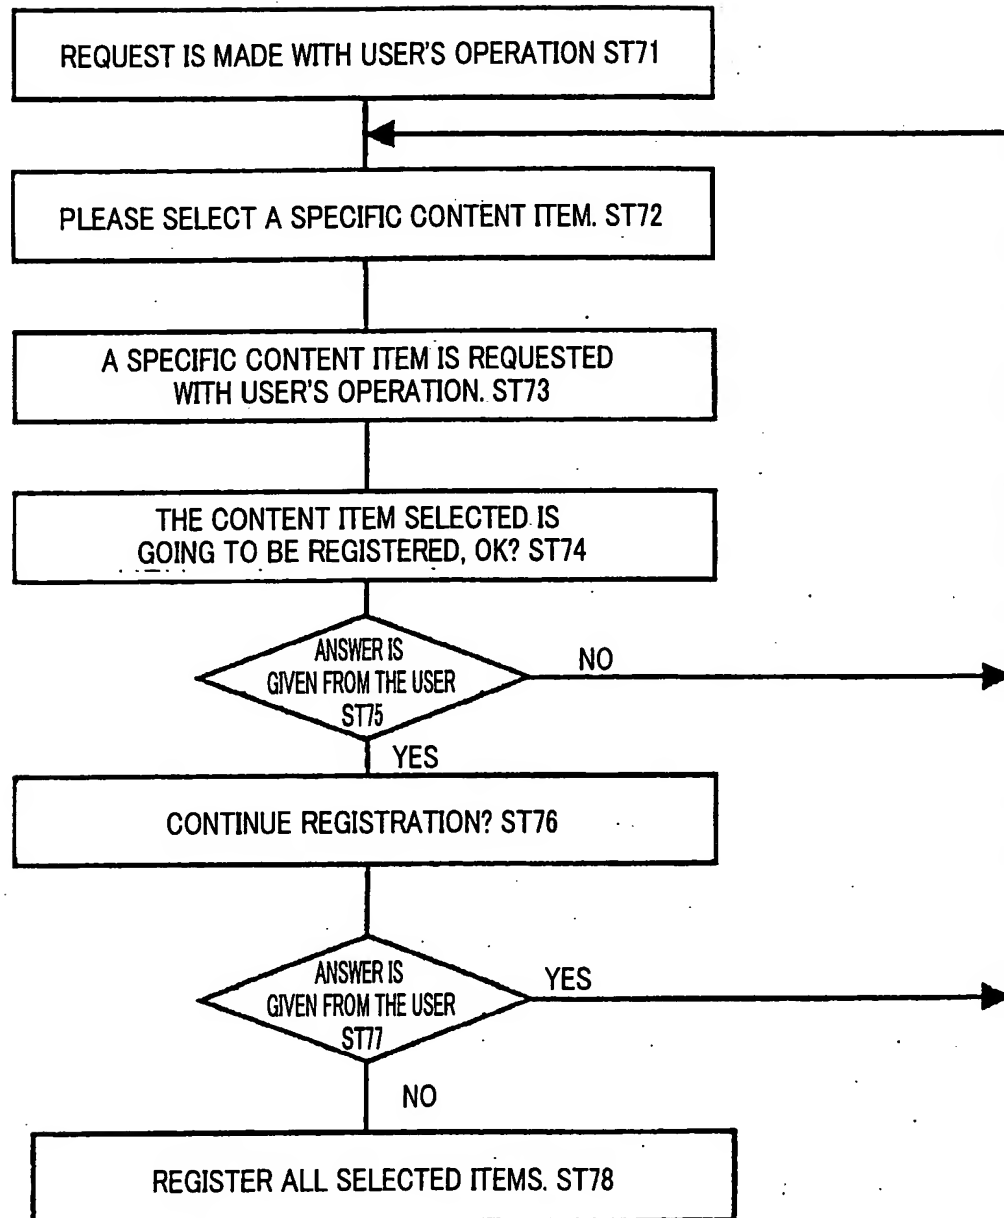 REQUEST IS MADE WITH USER'S OPERATION ST71
PLEASE SELECT A SPECIFIC CONTENT ITEM. ST72
A SPECIFIC CONTENT ITEM IS REQUESTED
WITH USER'S OPERATION. ST73
THE CONTENT ITEM SELECTED IS
GOING TO BE REGISTERED, OK? ST74
ANSWER IS
GIVEN FROM THE USER
ST75
NO
YES
CONTINUE REGISTRATION? ST76
ANSWER IS
GIVEN FROM THE USER
ST77
YES
NO
REGISTER ALL SELECTED ITEMS. ST78